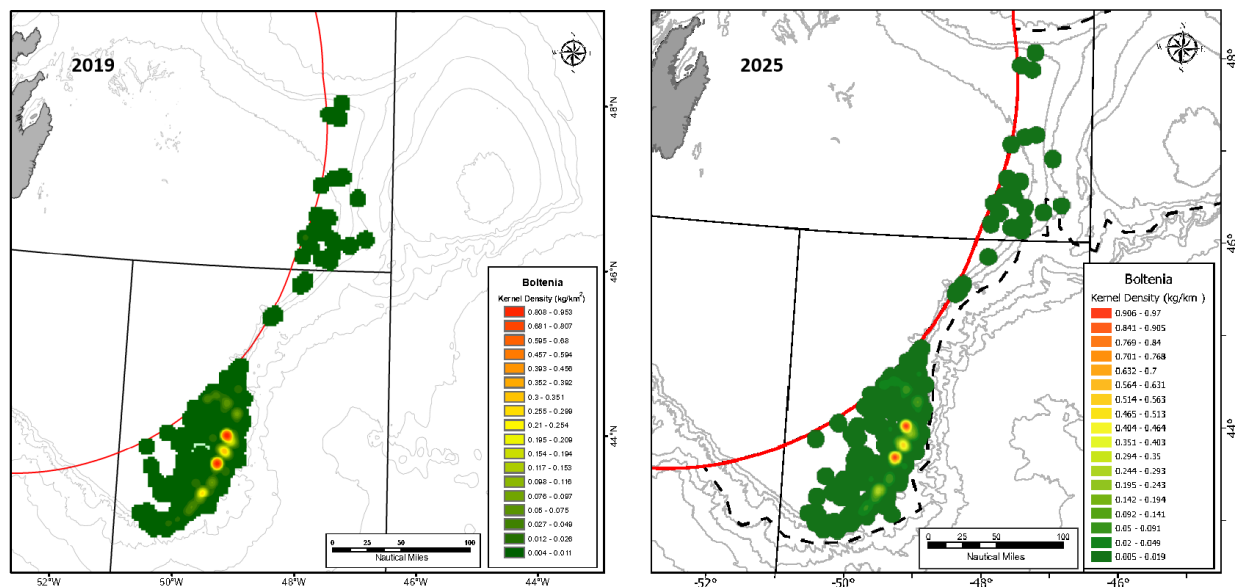 2019
48°N
46°N
44°N
52°W
50°W
48°W
46°W
44°W
Boltenia
Kernel Density (kg/km2)
0.808 - 0.953
0.681 - 0.807
0.595 - 0.68
0.457 - 0.594
0.393 - 0.456
0.352 - 0.392
0.3 - 0.351
0.255 - 0.299
0.21 - 0.254
0.195 - 0.209
0.154 - 0.194
0.117 - 0.153
0.098 - 0.116
0.076 - 0.097
0.05 - 0.075
0.027 - 0.049
0.012 - 0.026
0.004 - 0.011
0 25 50 100
Nautical Miles
2025
48°
46°
44°
-52°
-50°
-48°
-46°
Boltenia
Kernel Density (kg/km )
0.906 - 0.97
0.841 - 0.905
0.769 - 0.84
0.701 - 0.768
0.632 - 0.7
0.564 - 0.631
0.514 - 0.563
0.465 - 0.513
0.404 - 0.464
0.351 - 0.403
0.294 - 0.35
0.244 - 0.293
0.195 - 0.243
0.142 - 0.194
0.092 - 0.141
0.05 - 0.091
0.02 - 0.049
0.005 - 0.019
0 25 50 100
Nautical Miles